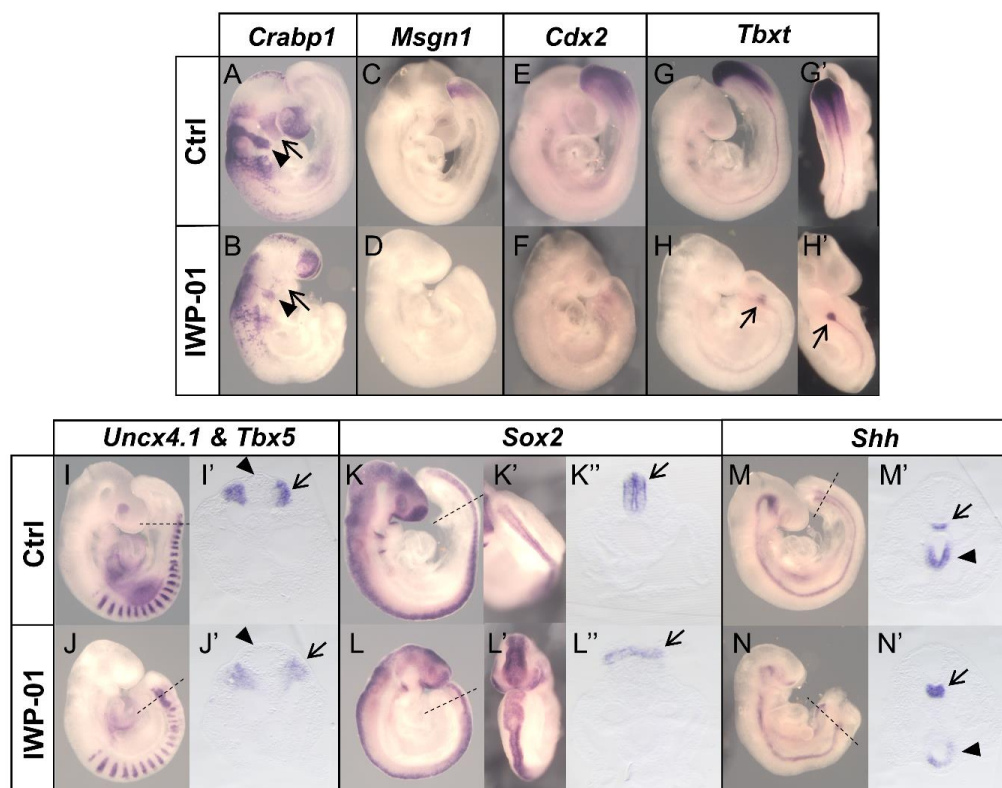 Crabp1 Msgn1 Cdx2 Tbxt
Ctrl
A C E G G'
IWP-01
B D F H H'
Uncx4.1 & Tbx5 Sox2 Shh
Ctrl
I I' K K' K'' M M'
IWP-01
J J' L L' L'' N N'